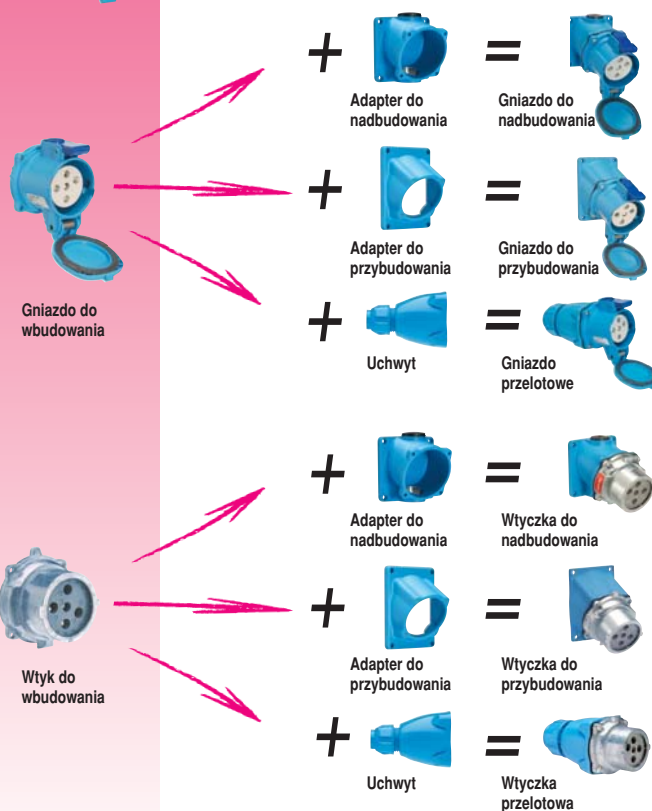 +
=
Adapter do
nadbudowania
Gniazdo do
nadbudowania
+
=
Adapter do
przybudowania
Gniazdo do
przybudowania
Gniazdo do
wbudowania
+
=
Uchwyt
Gniazdo
przelotowe
+
=
Adapter do
nadbudowania
Wtyczka do
nadbudowania
+
=
Adapter do
przybudowania
Wtyczka do
przybudowania
Wtyk do
wbudowania
+
=
Uchwyt
Wtyczka
przelotowa